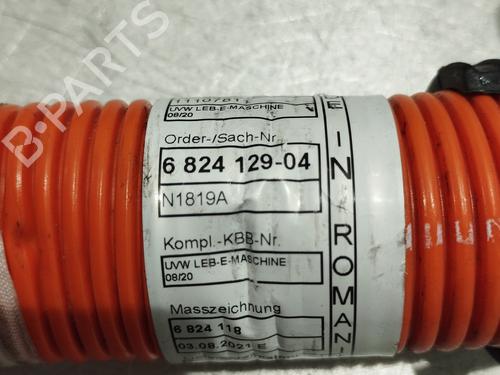 UVW LEB-E-MASCHINE
08/20
Order-/Sach-Nr.
6 824 129-04
N1819A
Kompl.-KBB-Nr.
UVW LEB-E-MASCHINE
08/20
Masszeichnung
6 824 118
03.08.2021 E
IN ROMANI
B-PARTS